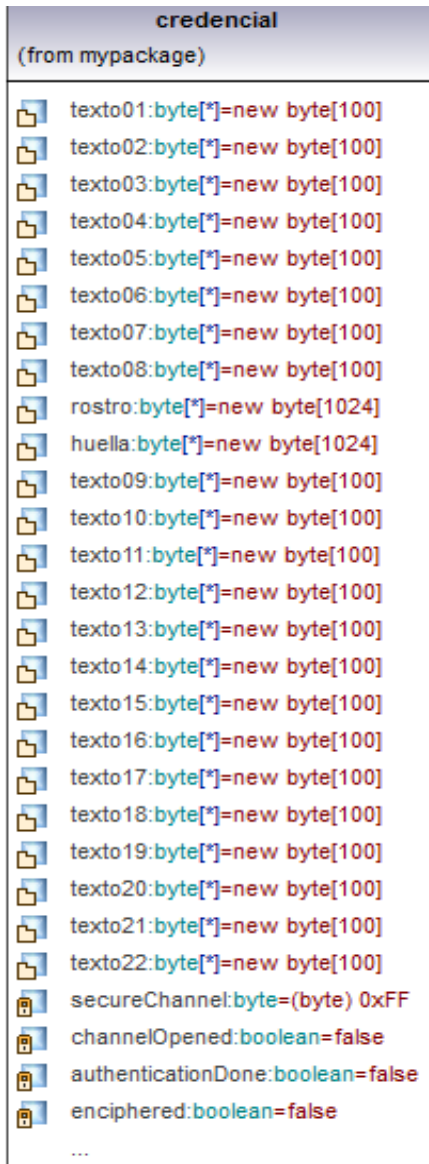 credencial
(from mypackage)
texto01:byte[*]=new byte[100]
texto02:byte[*]=new byte[100]
texto03:byte[*]=new byte[100]
texto04:byte[*]=new byte[100]
texto05:byte[*]=new byte[100]
texto06:byte[*]=new byte[100]
texto07:byte[*]=new byte[100]
texto08:byte[*]=new byte[100]
rostro:byte[*]=new byte[1024]
huella:byte[*]=new byte[1024]
texto09:byte[*]=new byte[100]
texto10:byte[*]=new byte[100]
texto11:byte[*]=new byte[100]
texto12:byte[*]=new byte[100]
texto13:byte[*]=new byte[100]
texto14:byte[*]=new byte[100]
texto15:byte[*]=new byte[100]
texto16:byte[*]=new byte[100]
texto17:byte[*]=new byte[100]
texto18:byte[*]=new byte[100]
texto19:byte[*]=new byte[100]
texto20:byte[*]=new byte[100]
texto21:byte[*]=new byte[100]
texto22:byte[*]=new byte[100]
secureChannel:byte=(byte) 0xFF
channelOpened:boolean=false
authenticationDone:boolean=false
enciphered:boolean=false
...